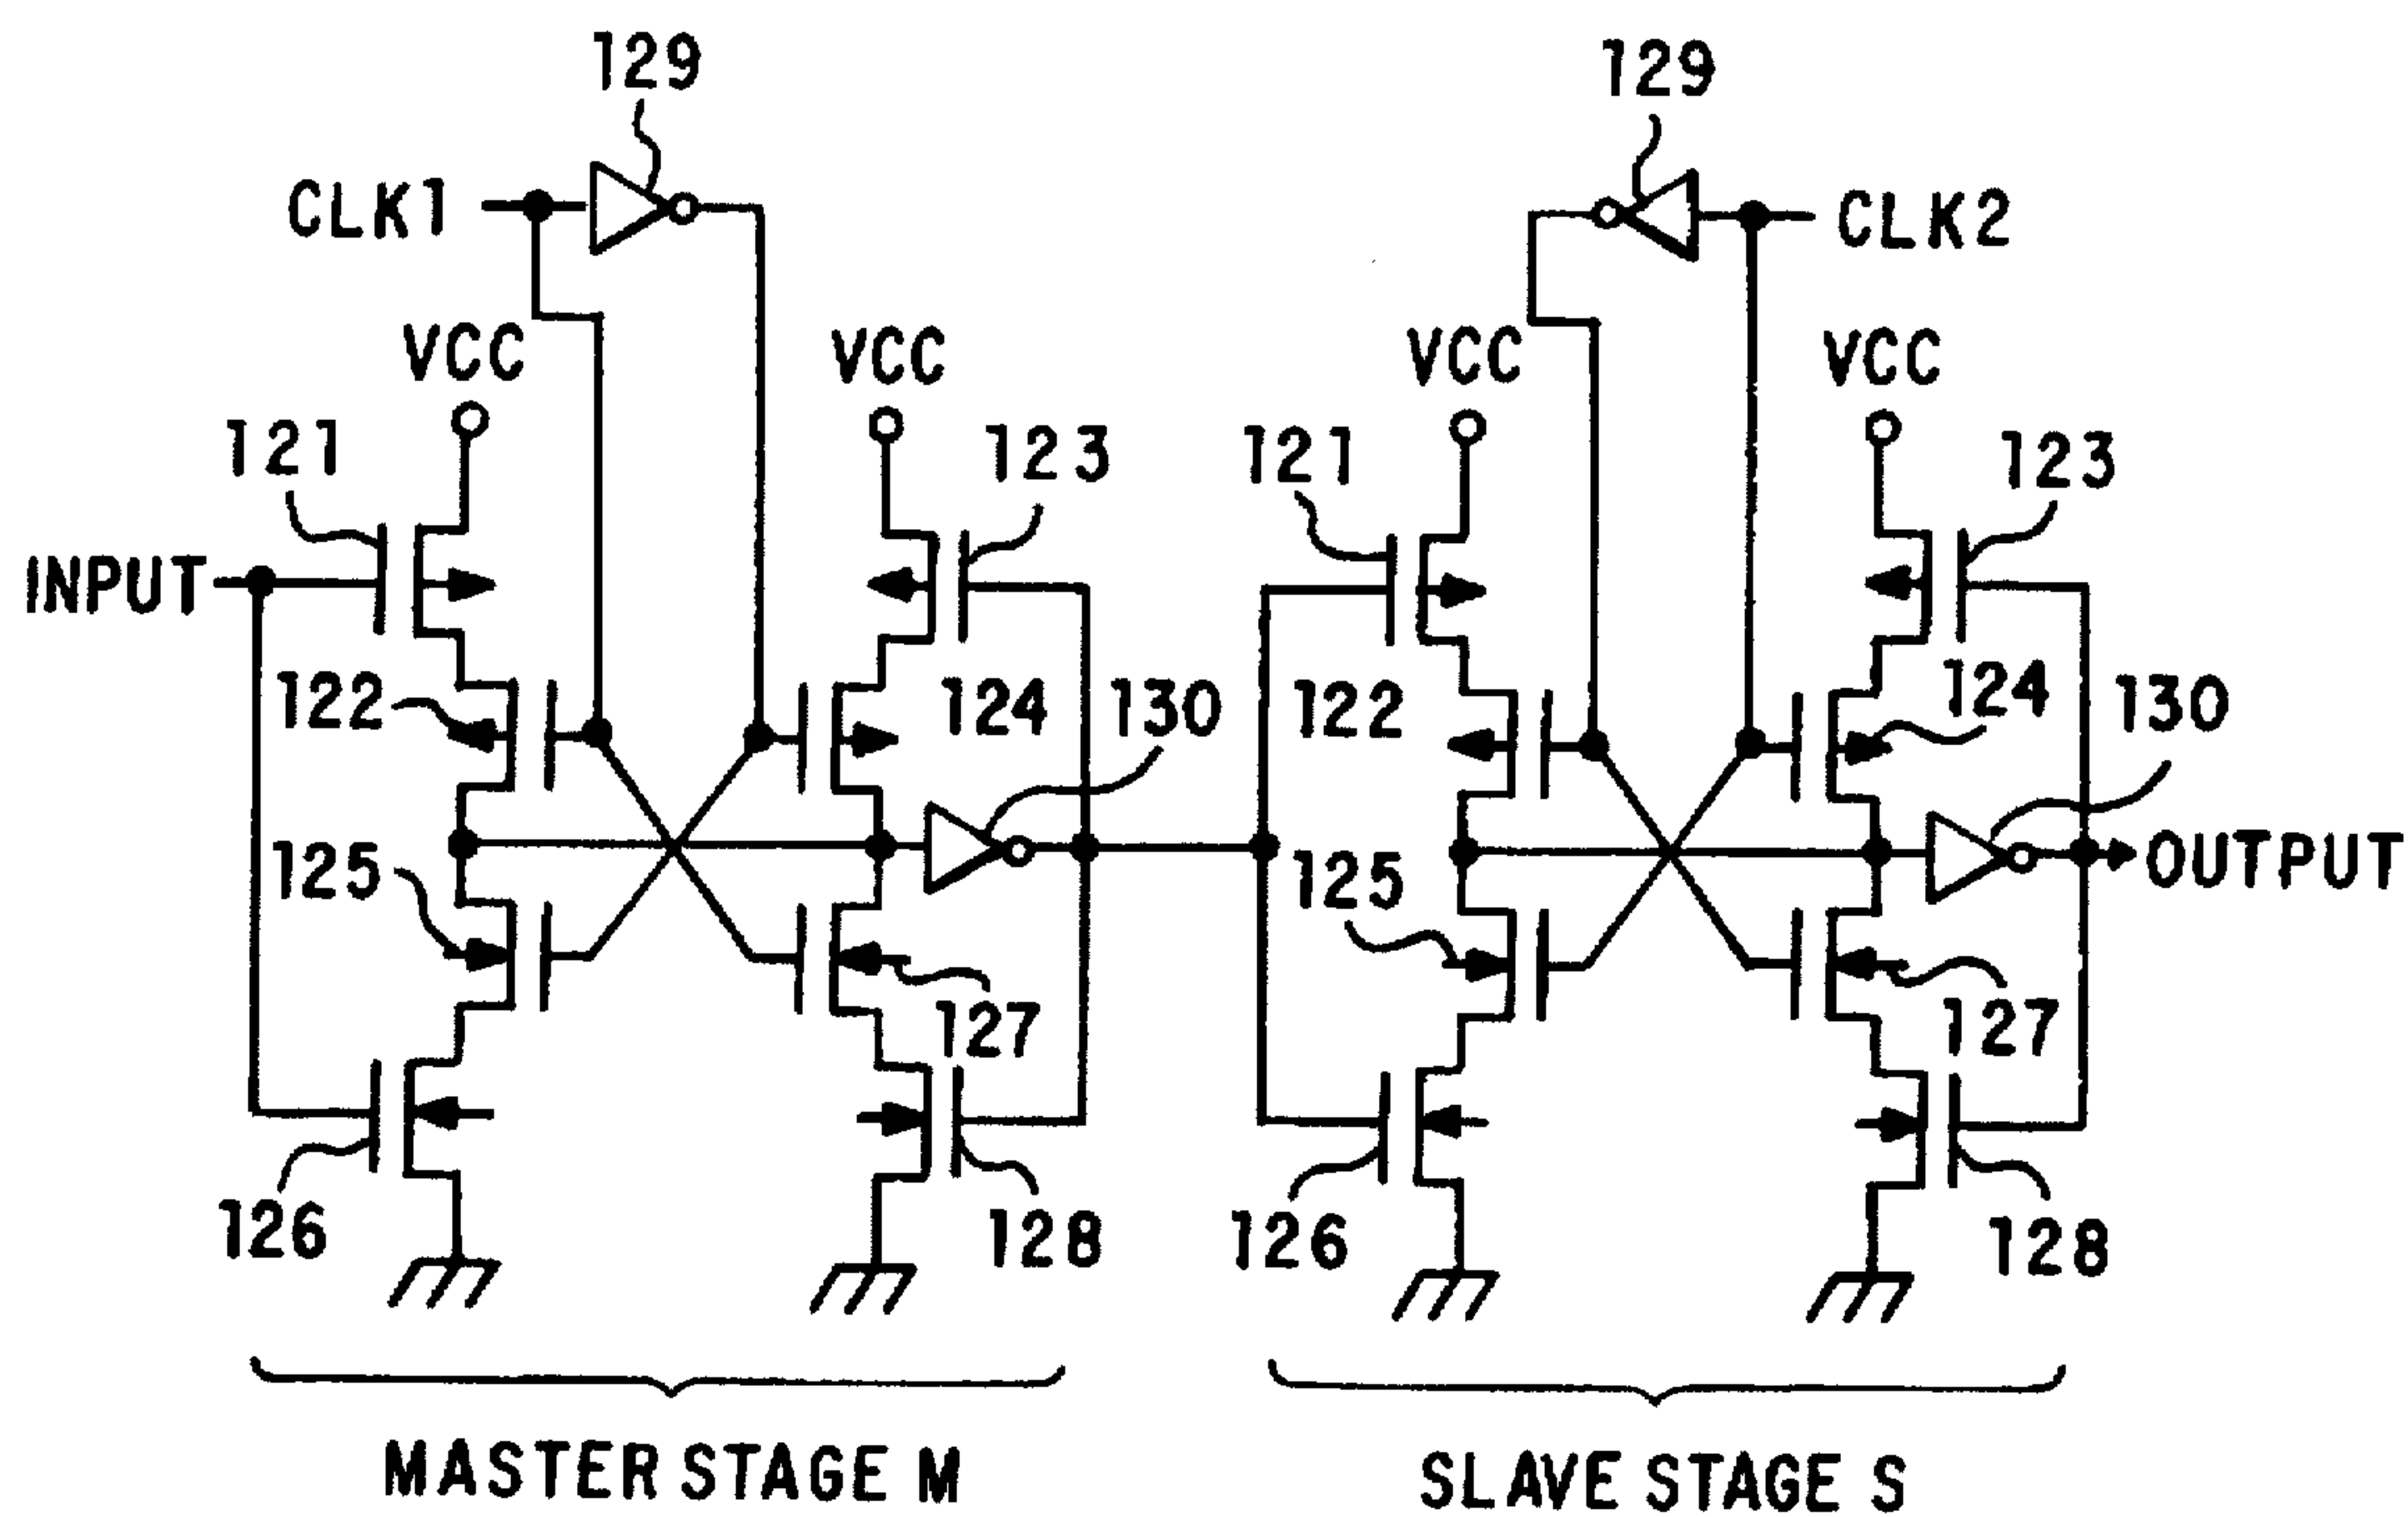 129
129
CLK1
CLK2
VCC
VCC
VCC
VCC
121
123
121
123
INPUT
122
124
130
122
124
130
125
125
OUTPUT
127
127
126
128
126
128
MASTER STAGE M
SLAVE STAGE S